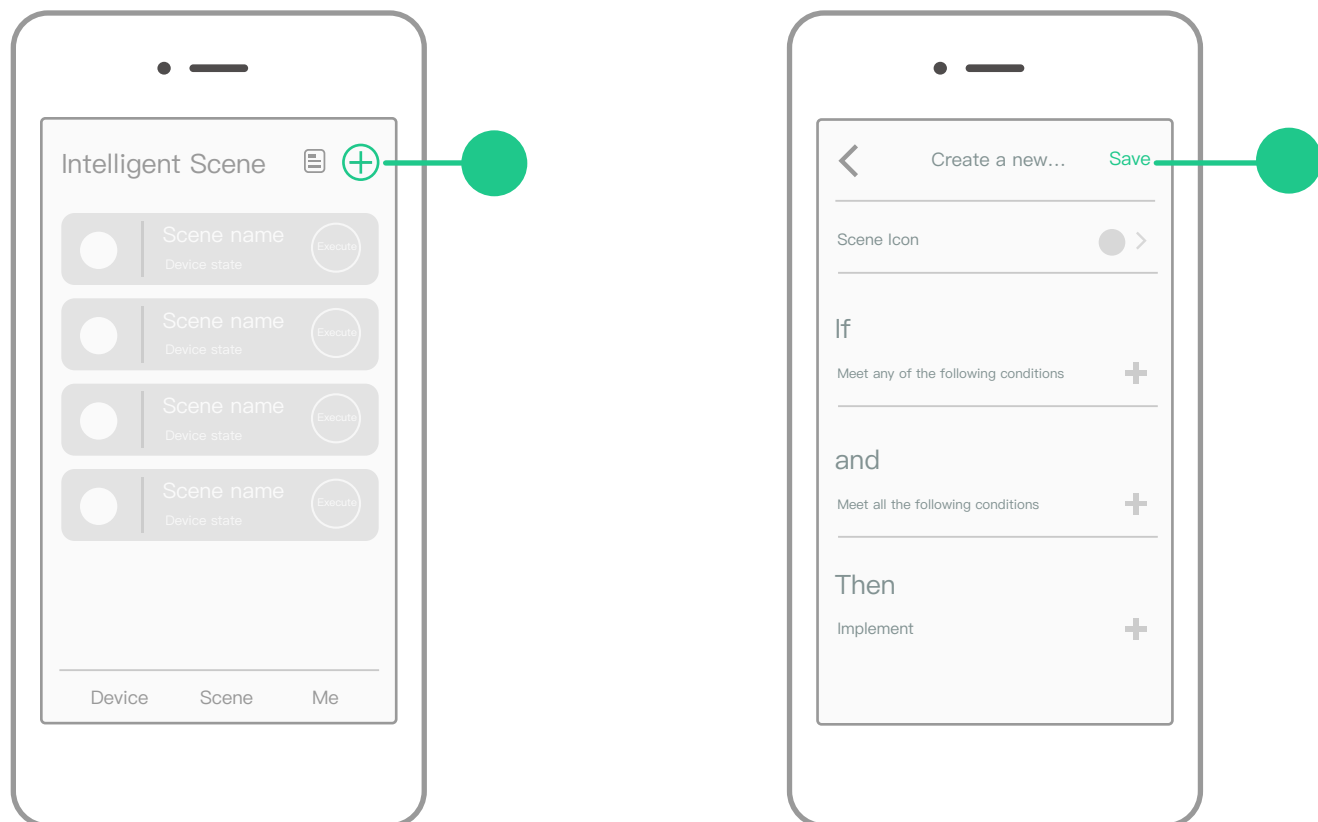 Intelligent Scene
Scene name
Device state
Execute
Scene name
Device state
Execute
Scene name
Device state
Execute
Scene name
Device state
Execute
Device Scene Me
Create a new... Save
Scene Icon
If
Meet any of the following conditions
and
Meet all the following conditions
Then
Implement